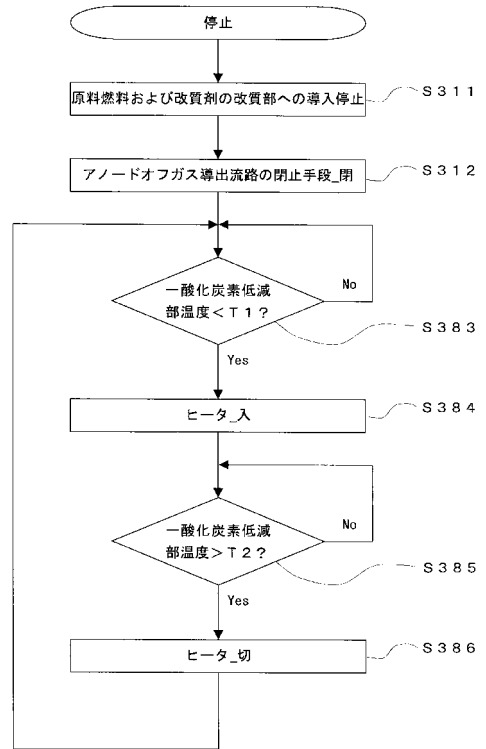 停止
原料燃料および改質剤の改質部への導入停止
S311
アノードオフガス導出流路の閉止手段_閉
S312
一酸化炭素低減
部温度<T1?
No
S383
Yes
ヒータ_入
S384
一酸化炭素低減
部温度>T2?
No
S385
Yes
ヒータ_切
S386